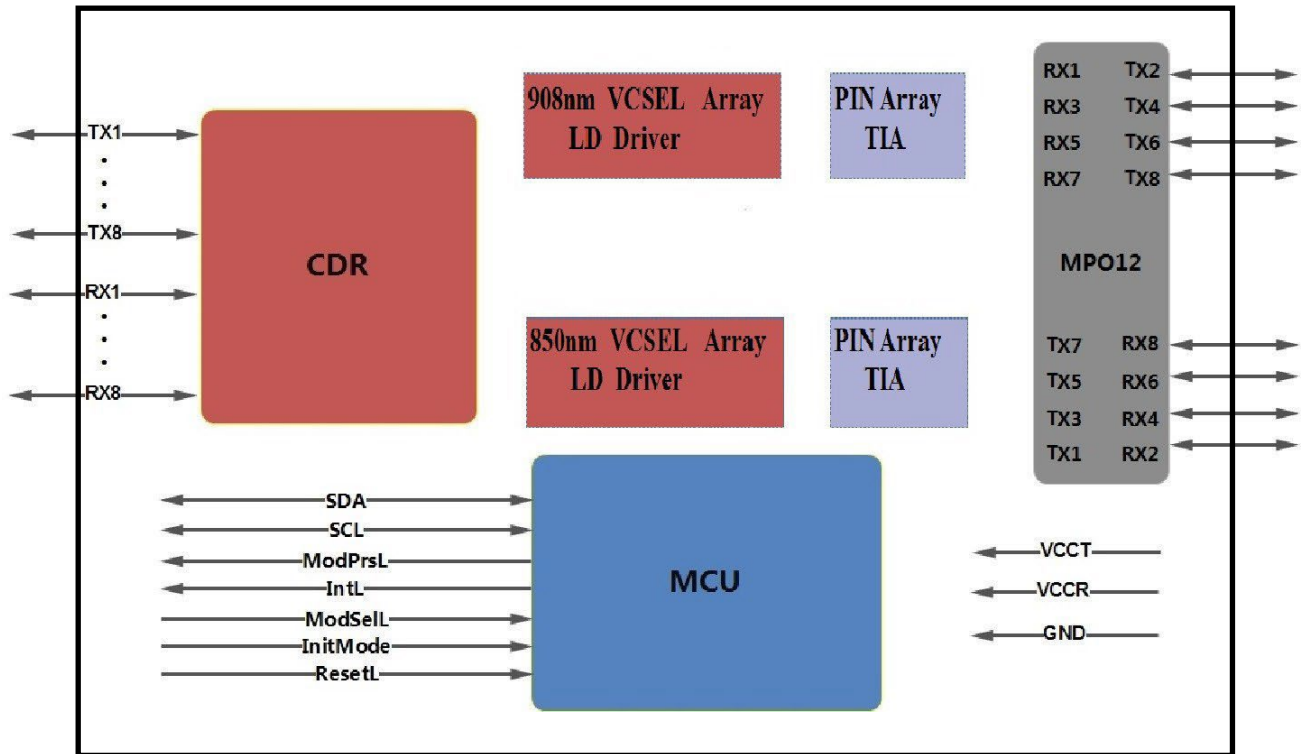 908nm VCSEL Array
LD Driver
PIN Array
TIA
RX1 TX2
RX3 TX4
RX5 TX6
RX7 TX8
MPO12
TX7 RX8
TX5 RX6
TX3 RX4
TX1 RX2
TX1
TX8
RX1
RX8
CDR
850nm VCSEL Array
LD Driver
PIN Array
TIA
SDA
SCL
ModPrsL
IntL
ModSelL
InitMode
ResetL
MCU
VCCT
VCCR
GND